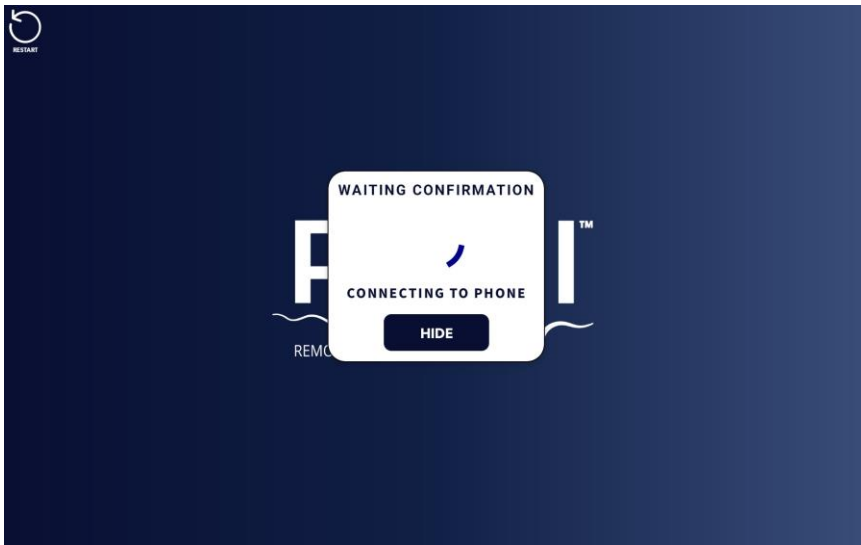 RESTART
WAITING CONFIRMATION
™
CONNECTING TO PHONE
HIDE